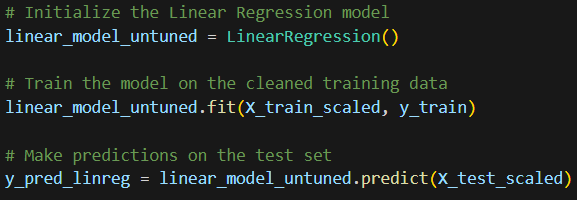 # Initialize the Linear Regression model
linear_model_untuned = LinearRegression()
# Train the model on the cleaned training data
linear_model_untuned.fit(X_train_scaled, y_train)
# Make predictions on the test set
y_pred_linreg = linear_model_untuned.predict(X_test_scaled)